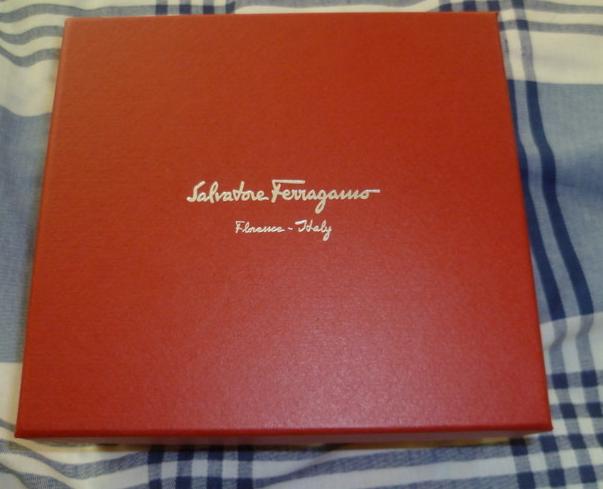 Salvatore Ferragamo
Florence - Italy